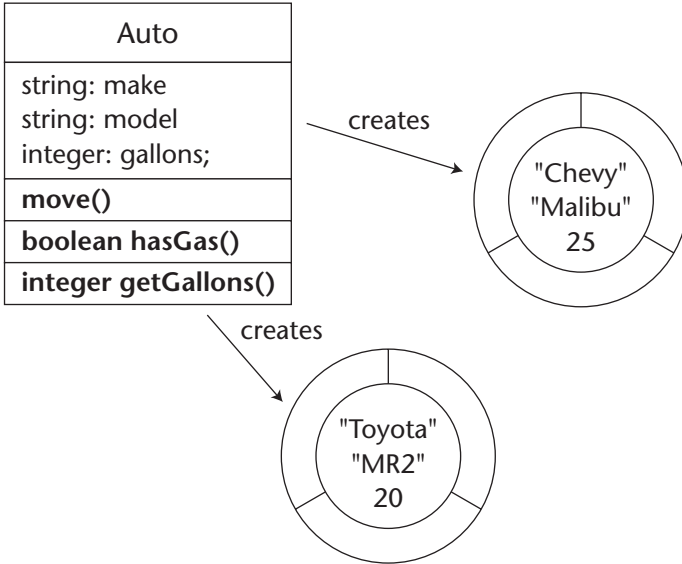 Auto
string: make
string: model
integer: gallons;
move()
boolean hasGas()
integer getGallons()
creates
"Chevy"
"Malibu"
25
creates
"Toyota"
"MR2"
20